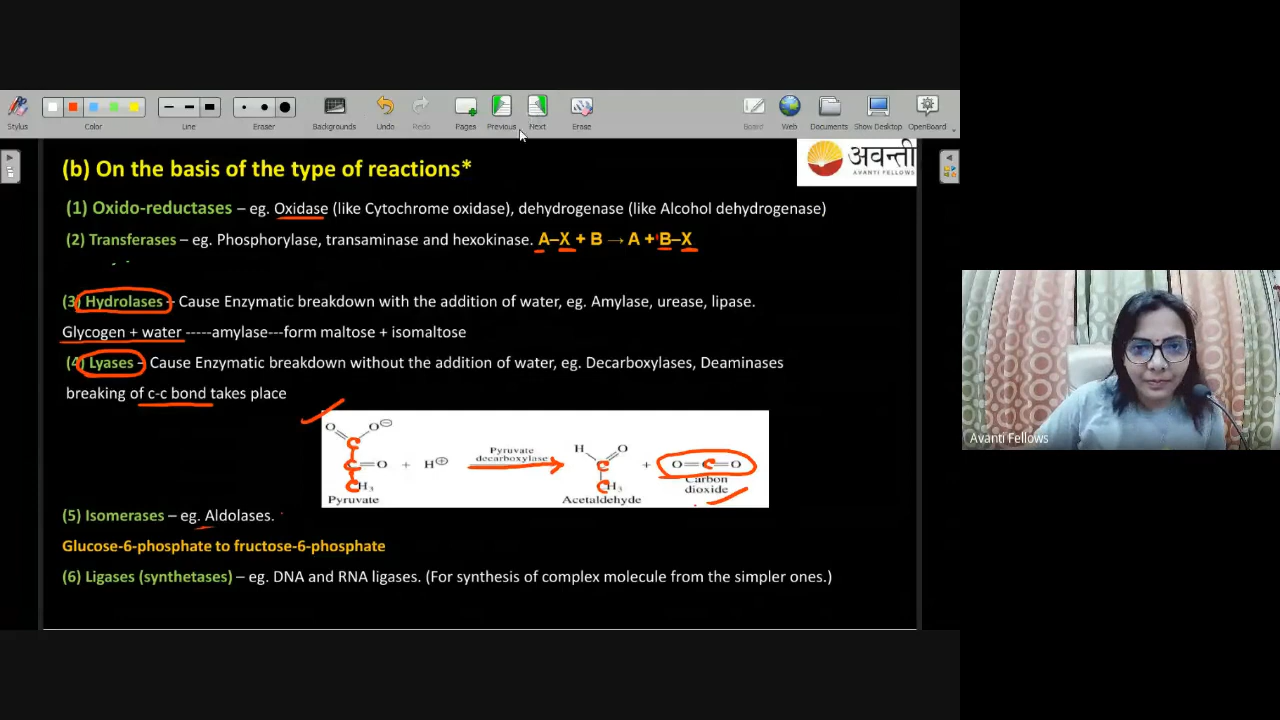 Stylus
Color
Line
Eraser
Backgrounds
Undo
Redo
Pages
Previous
Next
Erase
Board
Web
Documents
Show Desktop
OpenBoard
(b) On the basis of the type of reactions*
अवन्ती
AVANTI FELLOWS
(1) Oxido-reductases – eg. Oxidase (like Cytochrome oxidase), dehydrogenase (like Alcohol dehydrogenase)
(2) Transferases – eg. Phosphorylase, transaminase and hexokinase. A–X + B → A + B–X
(3) Hydrolases – Cause Enzymatic breakdown with the addition of water, eg. Amylase, urease, lipase.
Glycogen + water -----amylase---form maltose + isomaltose
(4) Lyases – Cause Enzymatic breakdown without the addition of water, eg. Decarboxylases, Deaminases
breaking of c-c bond takes place
O O⊖
C
C=O + H⊕ Pyruvate decarboxylase H C O + O=C=O
CH3 CH3 Carbon dioxide
Pyruvate Acetaldehyde
(5) Isomerases – eg. Aldolases.
Glucose-6-phosphate to fructose-6-phosphate
(6) Ligases (synthetases) – eg. DNA and RNA ligases. (For synthesis of complex molecule from the simpler ones.)
Avanti Fellows